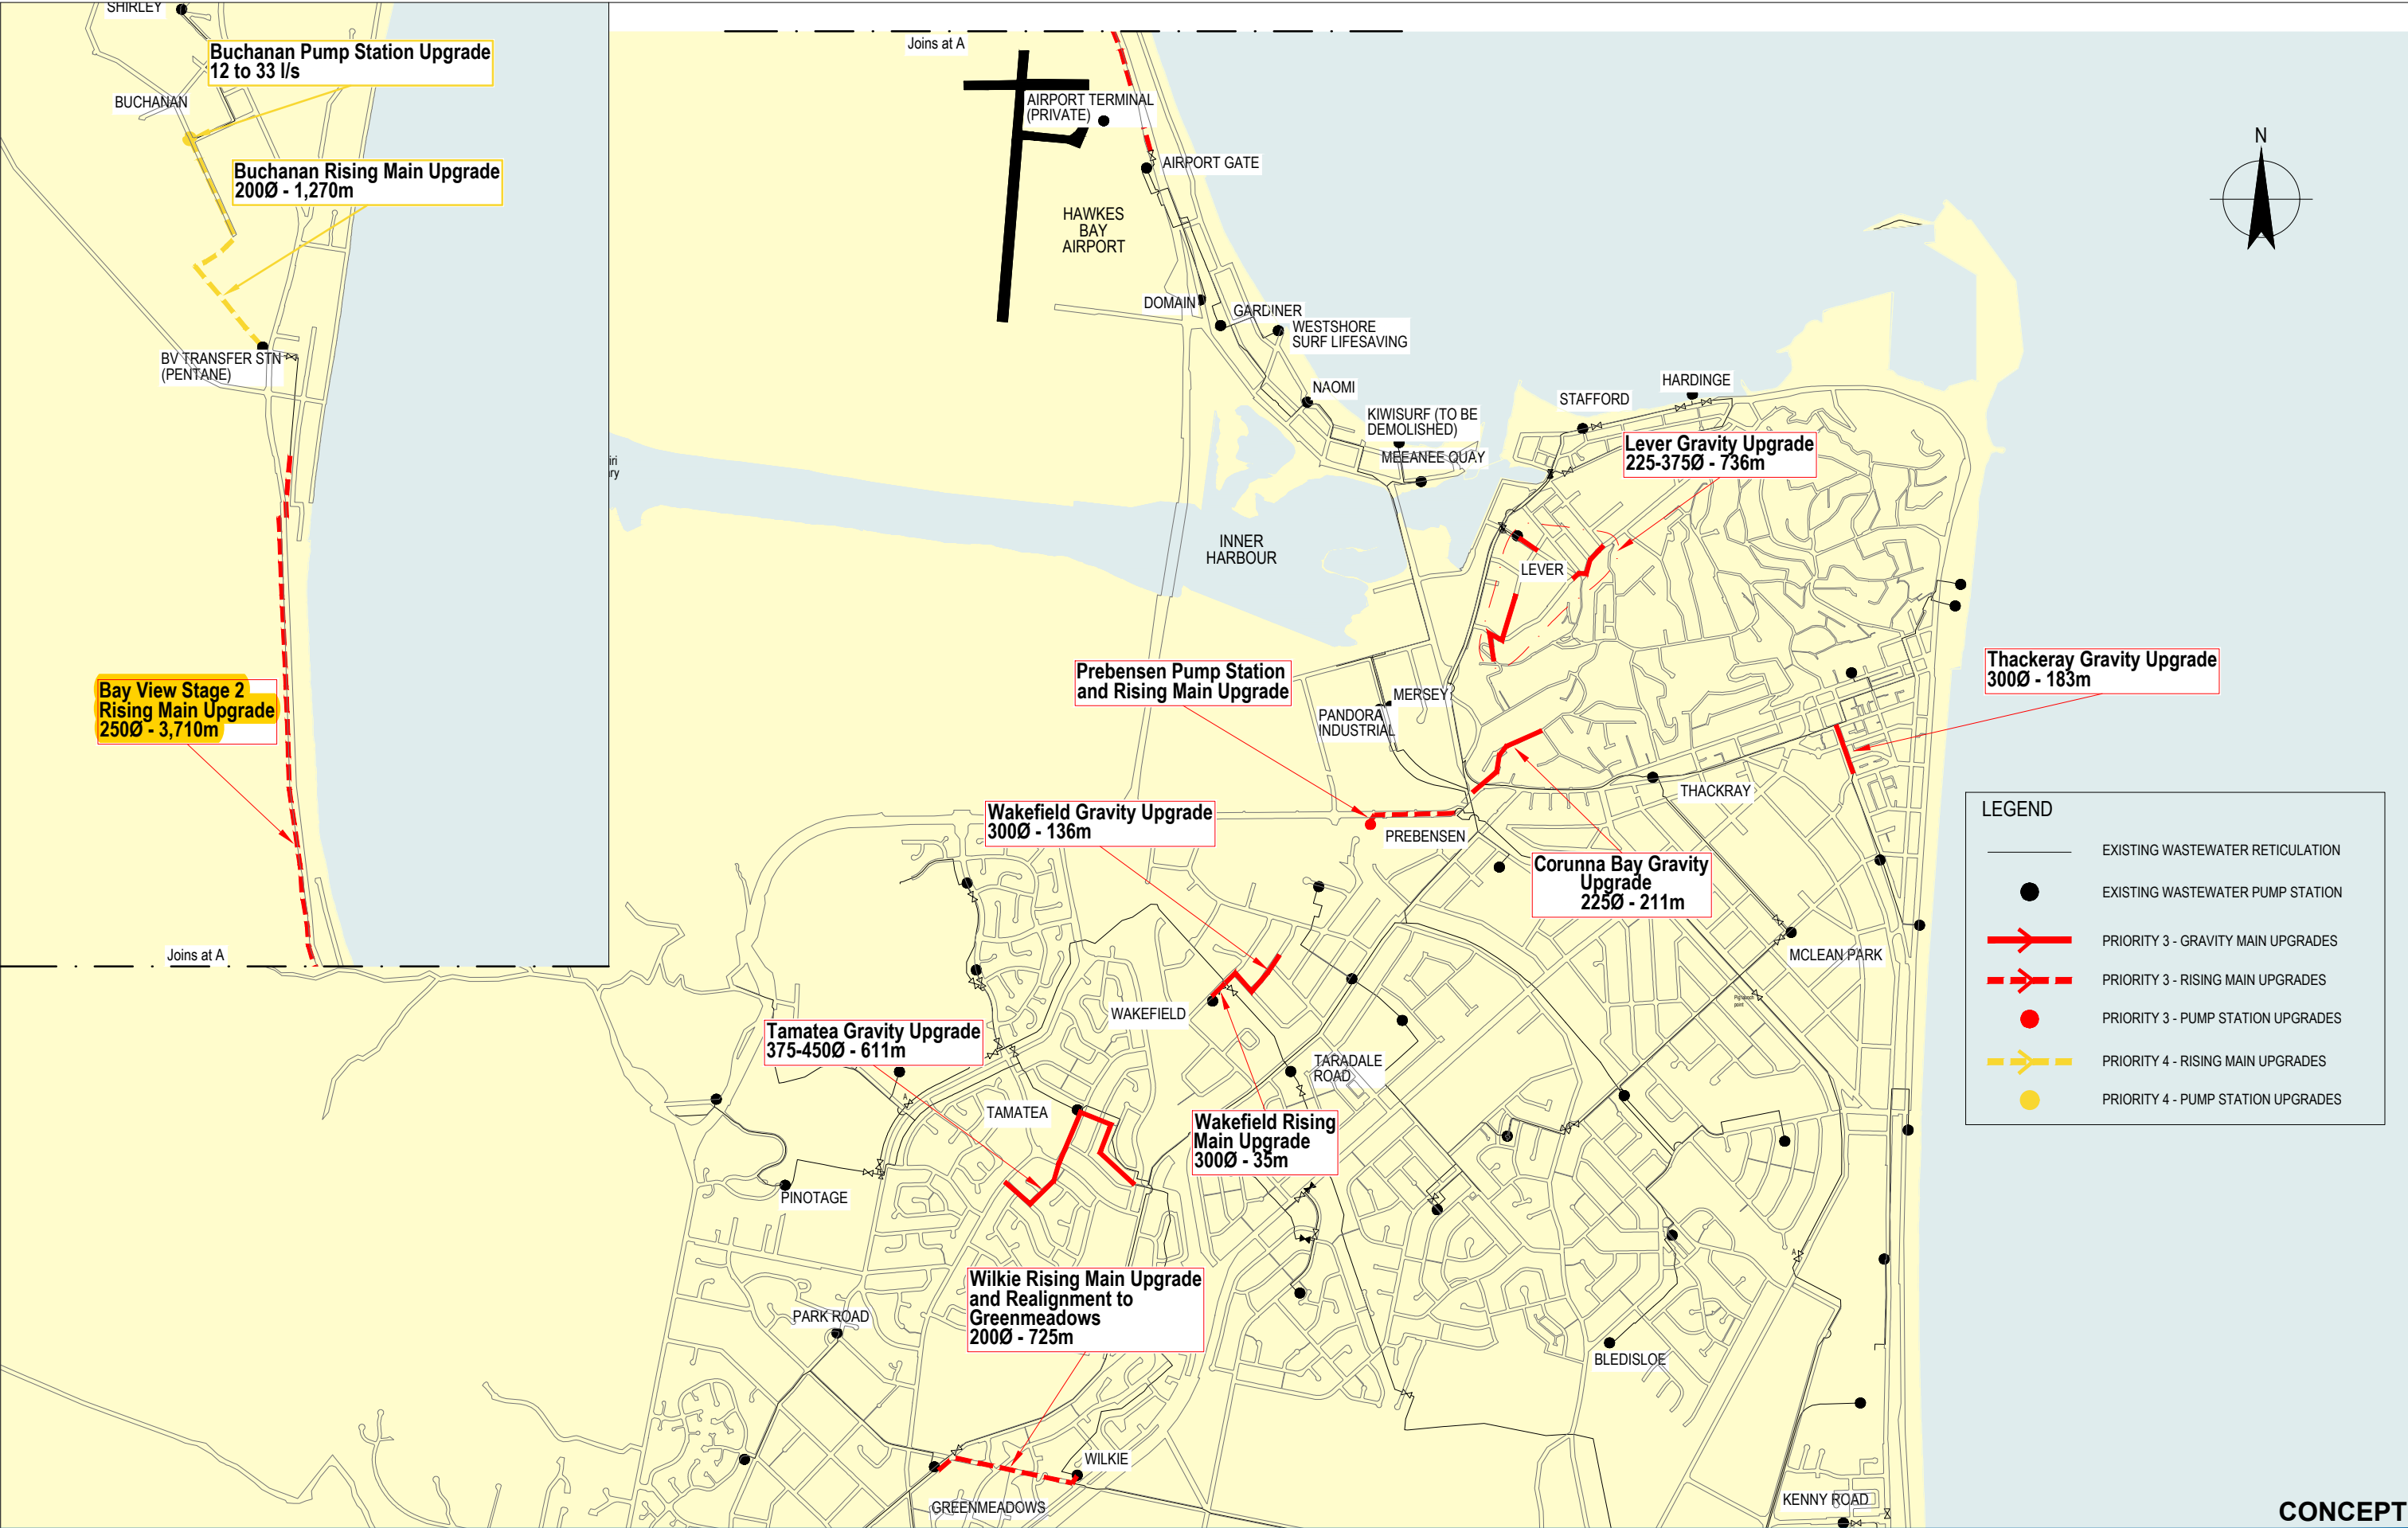 SHIRLEY
Buchanan Pump Station Upgrade
12 to 33 l/s
BUCHANAN
Buchanan Rising Main Upgrade
200Ø - 1,270m
BV TRANSFER STN
(PENTANE)
Bay View Stage 2
Rising Main Upgrade
250Ø - 3,710m
Joins at A
Joins at A
AIRPORT TERMINAL
(PRIVATE)
AIRPORT GATE
HAWKES
BAY
AIRPORT
N
DOMAIN
GARDINER
WESTSHORE
SURF LIFESAVING
NAOMI
KIWISURF (TO BE
DEMOLISHED)
MEEANEE QUAY
STAFFORD
HARDINGE
Lever Gravity Upgrade
225-375Ø - 736m
INNER
HARBOUR
LEVER
Prebensen Pump Station
and Rising Main Upgrade
MERSEY
PANDORA
INDUSTRIAL
Thackeray Gravity Upgrade
300Ø - 183m
THACKRAY
Wakefield Gravity Upgrade
300Ø - 136m
PREBENSEN
Corunna Bay Gravity
Upgrade
225Ø - 211m
LEGEND
EXISTING WASTEWATER RETICULATION
EXISTING WASTEWATER PUMP STATION
PRIORITY 3 - GRAVITY MAIN UPGRADES
PRIORITY 3 - RISING MAIN UPGRADES
PRIORITY 3 - PUMP STATION UPGRADES
PRIORITY 4 - RISING MAIN UPGRADES
PRIORITY 4 - PUMP STATION UPGRADES
MCLEAN PARK
WAKEFIELD
Tamatea Gravity Upgrade
375-450Ø - 611m
TARADALE
ROAD
TAMATEA
A
Wakefield Rising
Main Upgrade
300Ø - 35m
PINOTAGE
A
Wilkie Rising Main Upgrade
and Realignment to
Greenmeadows
200Ø - 725m
PARK ROAD
BLEDISLOE
WILKIE
GREENMEADOWS
KENNY ROAD
CONCEPT